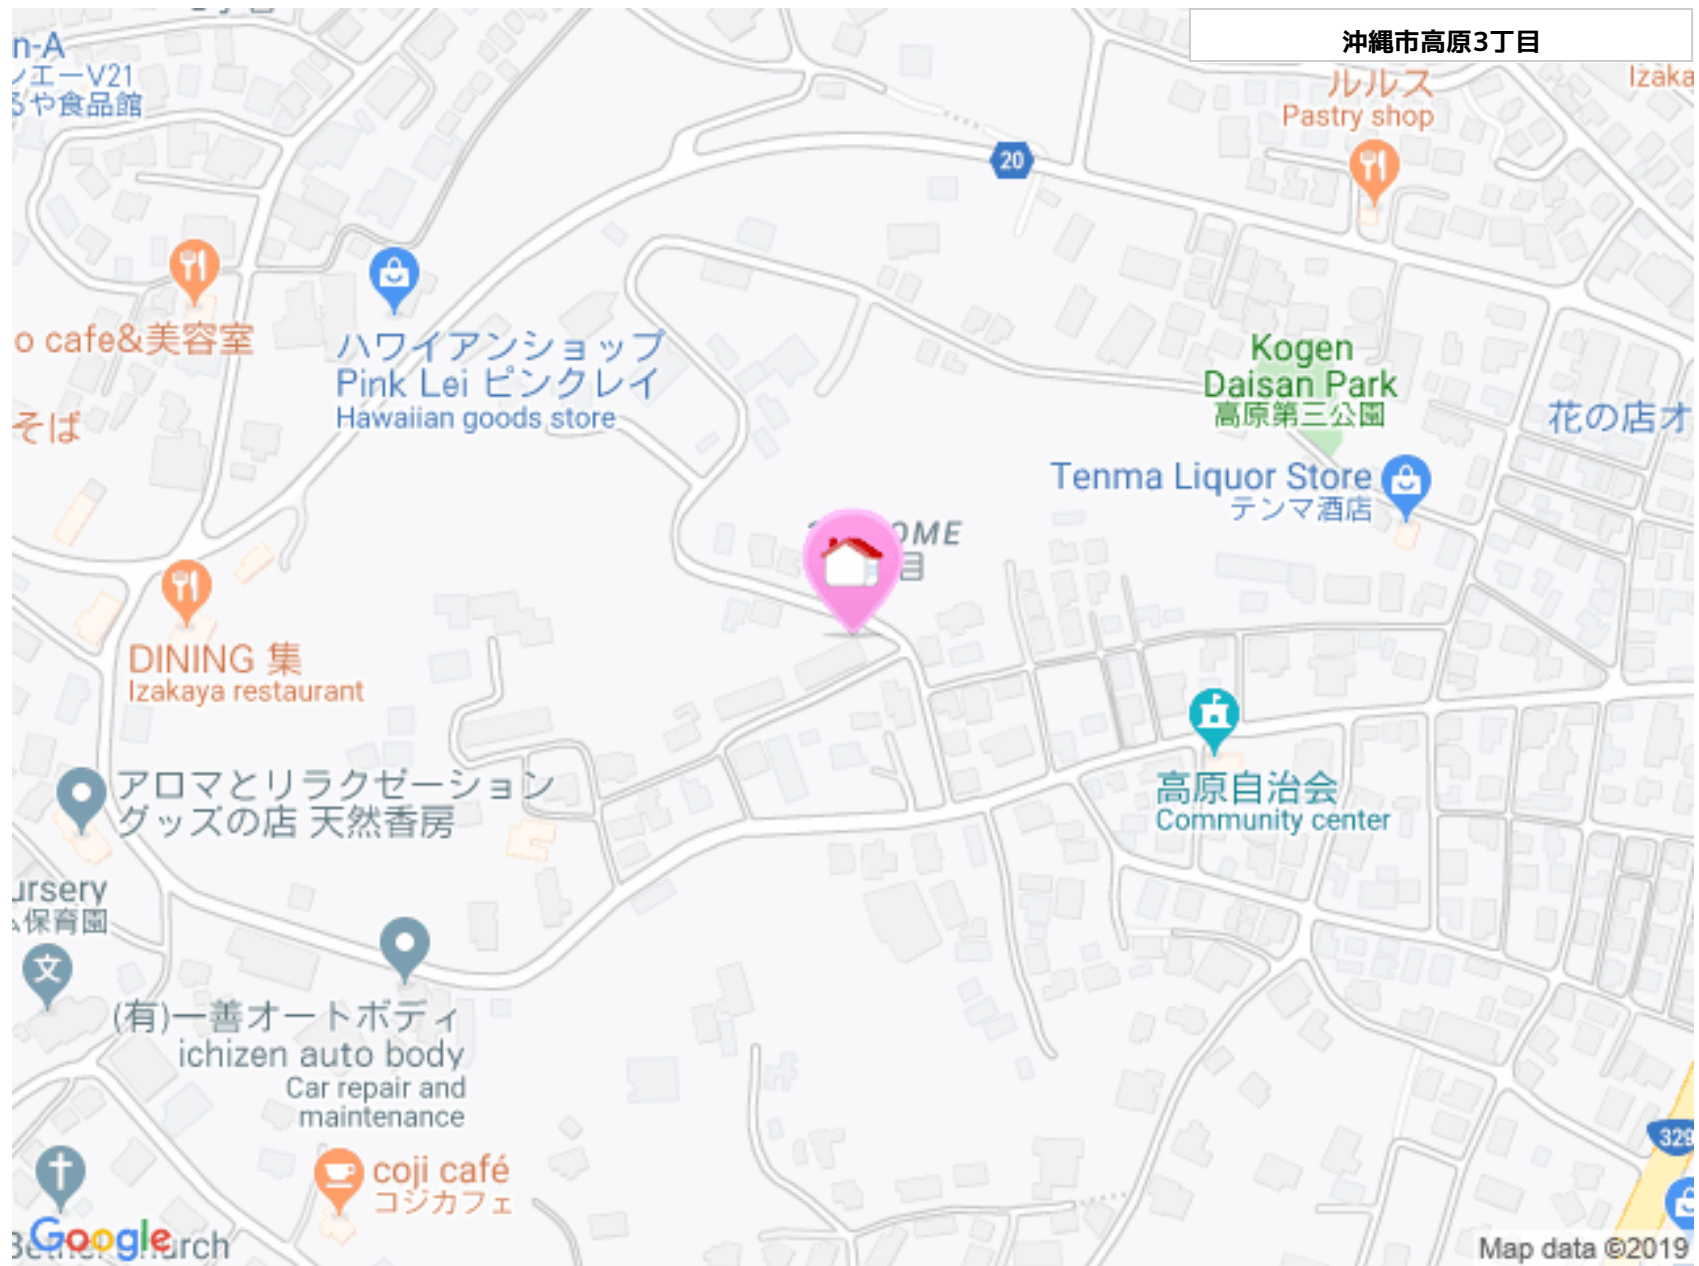 沖縄市高原3丁目
n-A
ンエーV21
るや食品館
ルルス
Pastry shop
Izaka
20
o cafe&美容室
そば
ハワイアンショップ
Pink Lei ピンクレイ
Hawaiian goods store
Kogen
Daisan Park
高原第三公園
花の店オ
Tenma Liquor Store
テンマ酒店
OME
目
DINING 集
Izakaya restaurant
アロマとリラクゼーション
グッズの店 天然香房
高原自治会
Community center
ursery
保育園
文
(有)一善オートボディ
ichizen auto body
Car repair and
maintenance
coji café
コジカフェ
329
Google
urch
Map data ©2019